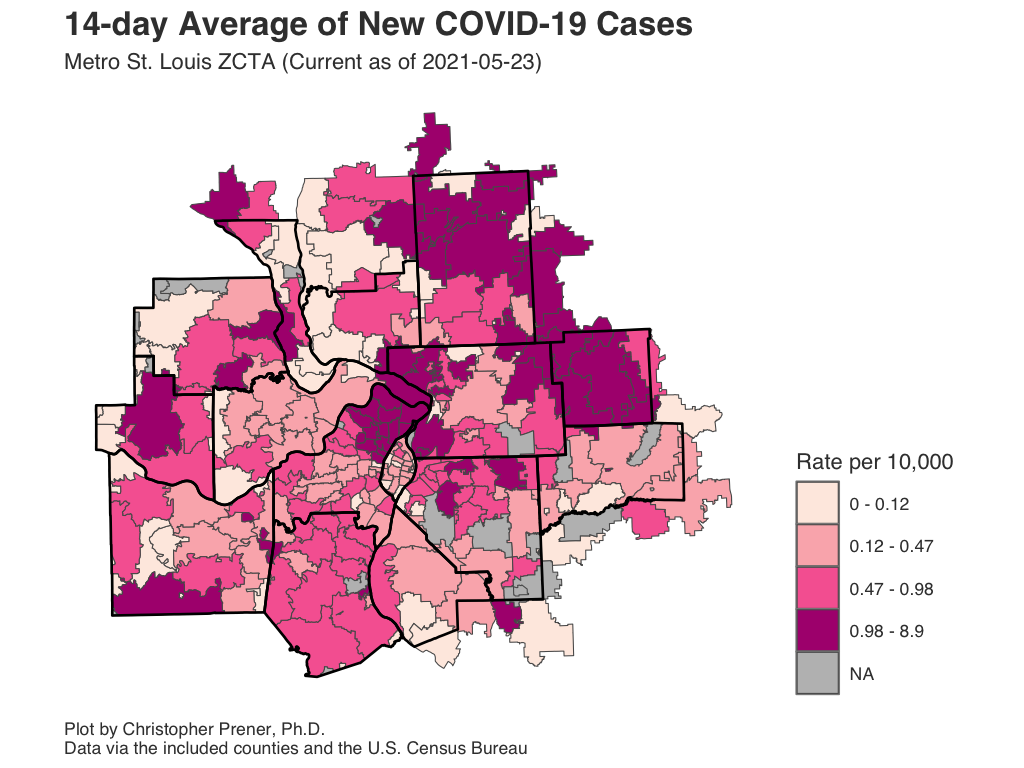 14-day Average of New COVID-19 Cases
Metro St. Louis ZCTA (Current as of 2021-05-23)
Rate per 10,000
0 - 0.12
0.12 - 0.47
0.47 - 0.98
0.98 - 8.9
NA
Plot by Christopher Prener, Ph.D.
Data via the included counties and the U.S. Census Bureau